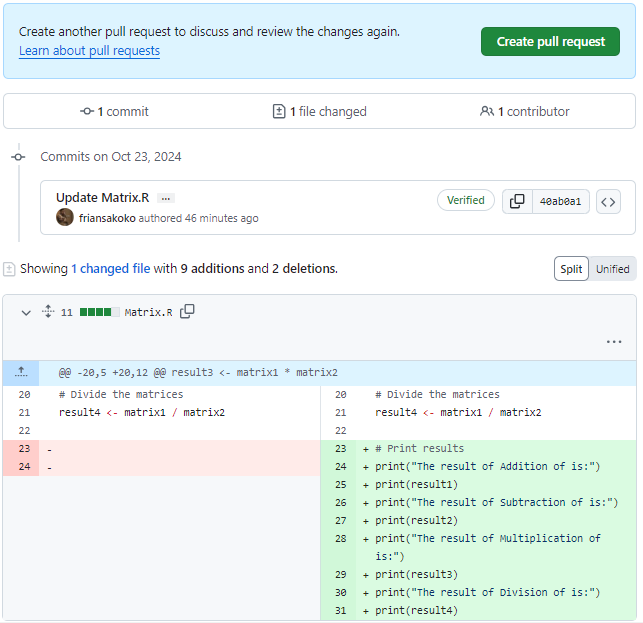 Create another pull request to discuss and review the changes again.
Learn about pull requests
Create pull request
1 commit
1 file changed
1 contributor
Commits on Oct 23, 2024
Update Matrix.R ...
friansakoko authored 46 minutes ago
Verified
40ab0a1
Showing 1 changed file with 9 additions and 2 deletions.
Split Unified
11 Matrix.R
@@ -20,5 +20,12 @@ result3 <- matrix1 * matrix2
20 # Divide the matrices
21 result4 <- matrix1 / matrix2
22
23 -
24 -
20 # Divide the matrices
21 result4 <- matrix1 / matrix2
22
23 + # Print results
24 + print("The result of Addition of is:")
25 + print(result1)
26 + print("The result of Subtraction of is:")
27 + print(result2)
28 + print("The result of Multiplication of
is:")
29 + print(result3)
30 + print("The result of Division of is:")
31 + print(result4)